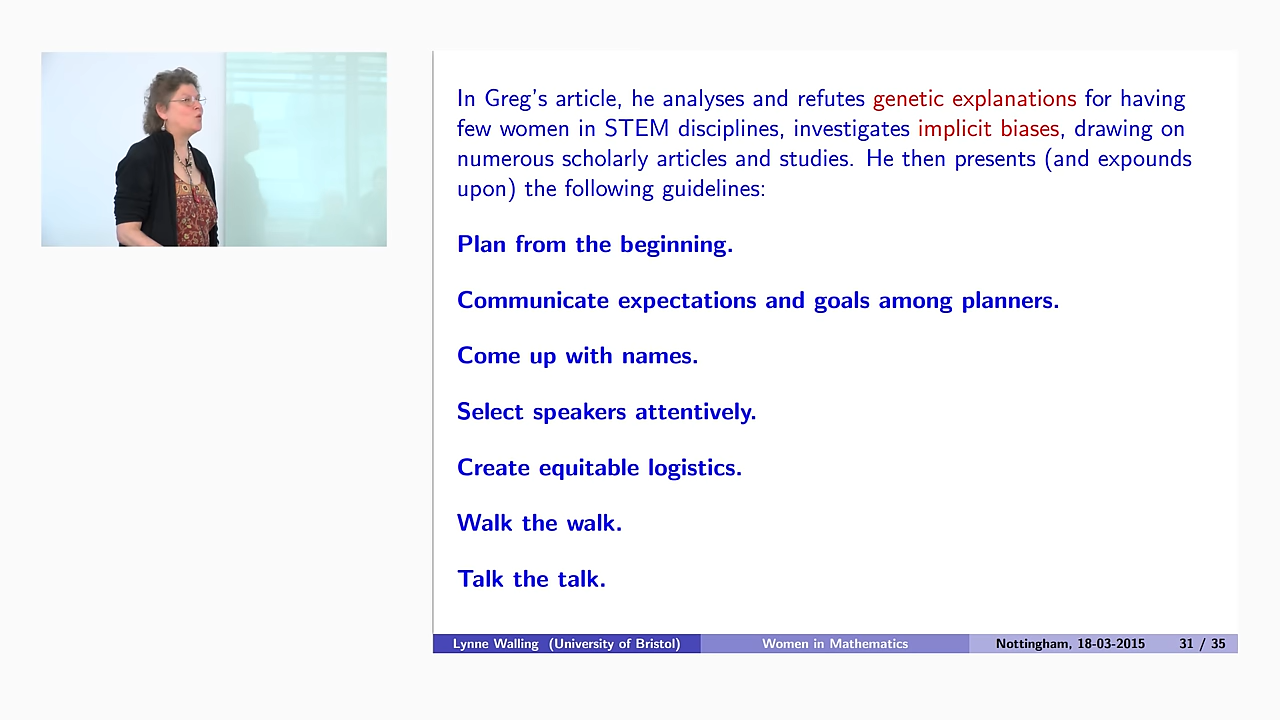 In Greg's article, he analyses and refutes genetic explanations for having
few women in STEM disciplines, investigates implicit biases, drawing on
numerous scholarly articles and studies. He then presents (and expounds
upon) the following guidelines:
Plan from the beginning.
Communicate expectations and goals among planners.
Come up with names.
Select speakers attentively.
Create equitable logistics.
Walk the walk.
Talk the talk.
Lynne Walling (University of Bristol) Women in Mathematics Nottingham, 18-03-2015 31 / 35